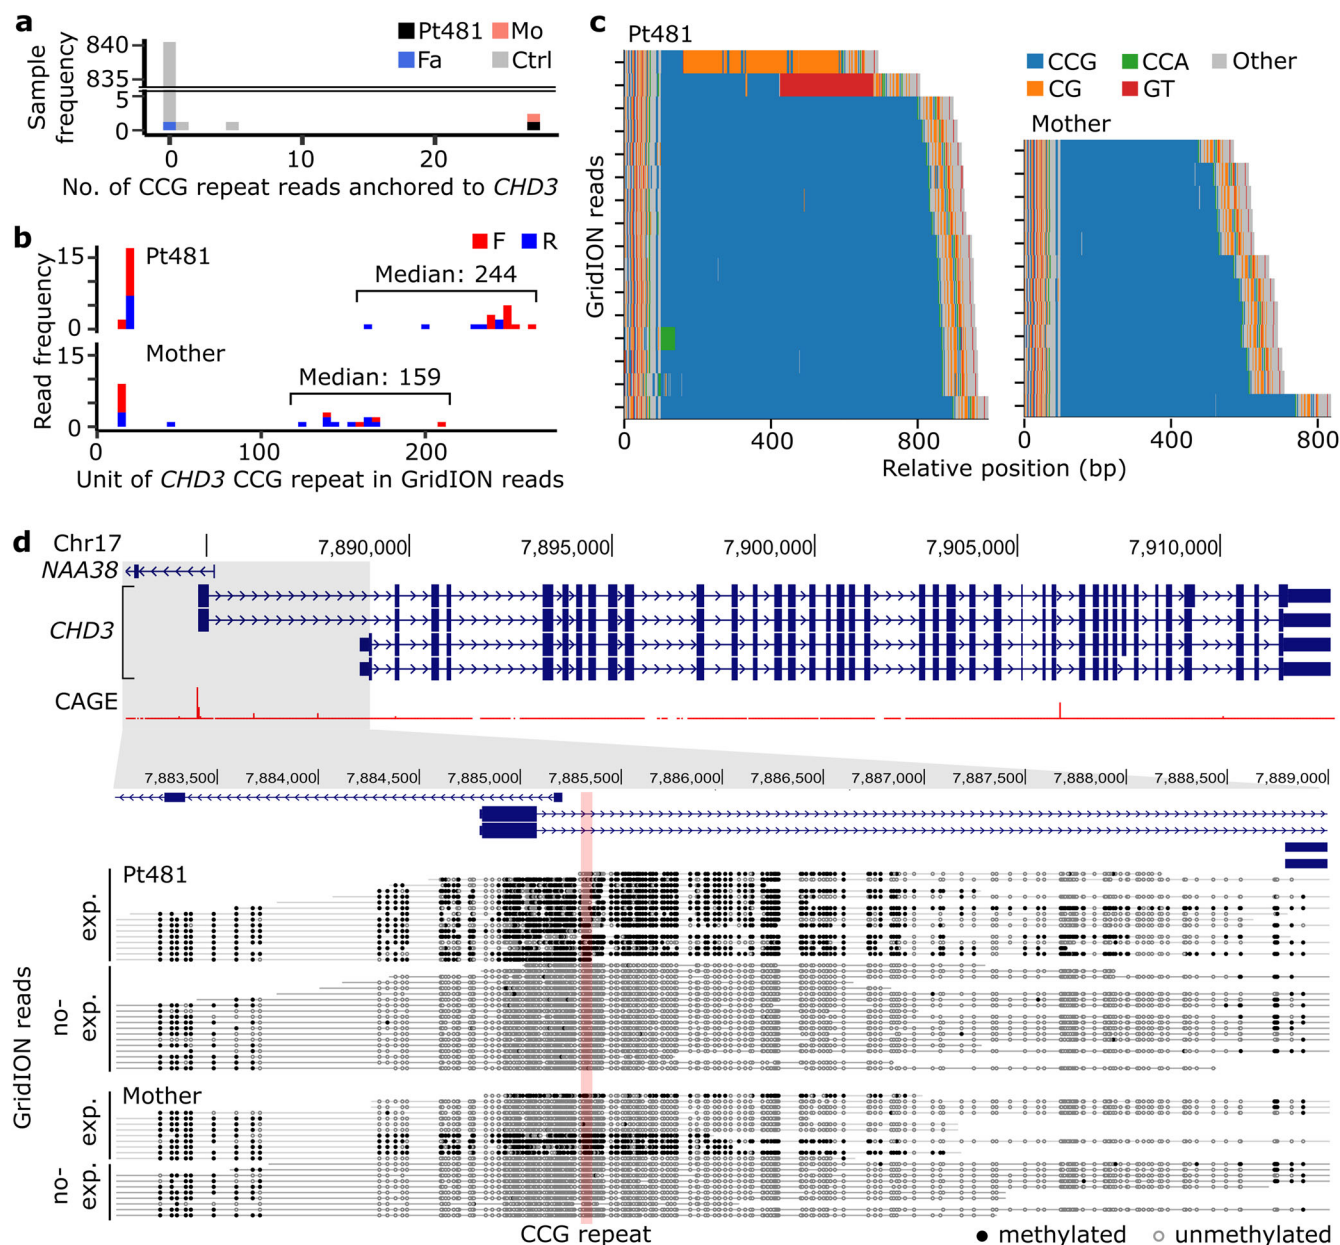 a
Pt481 Mo
Fa Ctrl
Sample frequency
840
835
5
0
0 10 20
No. of CCG repeat reads anchored to CHD3
b
F R
Read frequency
15
0
Pt481
Median: 244
15
0
Mother
Median: 159
0 100 200
Unit of CHD3 CCG repeat in GridION reads
c
Pt481
CCG CCA Other
CG GT
Mother
GridION reads
0 400 800
0 400 800
Relative position (bp)
d
Chr17 7,890,000 7,895,000 7,900,000 7,905,000 7,910,000
NAA38
CHD3
CAGE
7,883,500 7,884,000 7,884,500 7,885,000 7,885,500 7,886,000 7,886,500 7,887,000 7,887,500 7,888,000 7,888,500 7,889,000
GridION reads
Pt481
exp.
no-exp.
Mother
exp.
no-exp.
CCG repeat
methylated unmethylated